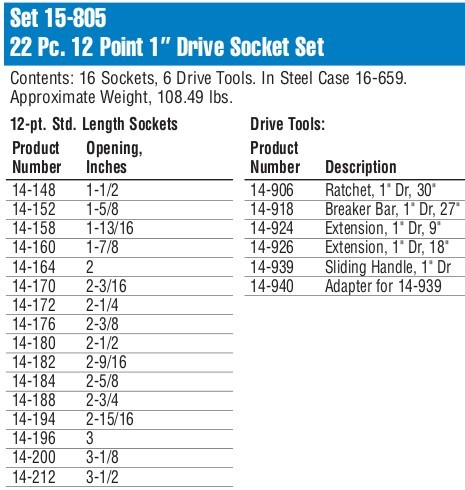 Set 15-805
22 Pc. 12 Point 1" Drive Socket Set
Contents: 16 Sockets, 6 Drive Tools. In Steel Case 16-659.
Approximate Weight, 108.49 lbs.
12-pt. Std. Length Sockets
Product Opening,
Number Inches
14-148 1-1/2
14-152 1-5/8
14-158 1-13/16
14-160 1-7/8
14-164 2
14-170 2-3/16
14-172 2-1/4
14-176 2-3/8
14-180 2-1/2
14-182 2-9/16
14-184 2-5/8
14-188 2-3/4
14-194 2-15/16
14-196 3
14-200 3-1/8
14-212 3-1/2
Drive Tools:
Product
Number Description
14-906 Ratchet, 1" Dr, 30"
14-918 Breaker Bar, 1" Dr, 27"
14-924 Extension, 1" Dr, 9"
14-926 Extension, 1" Dr, 18"
14-939 Sliding Handle, 1" Dr
14-940 Adapter for 14-939